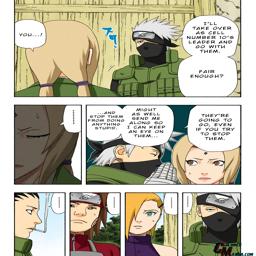 I'LL
TAKE OVER
AS CELL
NUMBER 10'S
LEADER AND
GO WITH
THEM.
FAIR
ENOUGH?
YOU...!
THEY'RE
GOING TO
GO, EVEN
IF YOU TRY
TO STOP
THEM.
MIGHT
AS WELL
SEND ME
ALONG SO I
CAN KEEP
AN EYE ON
THEM...
......AND
STOP THEM
FROM DOING
ANYTHING
STUPID.